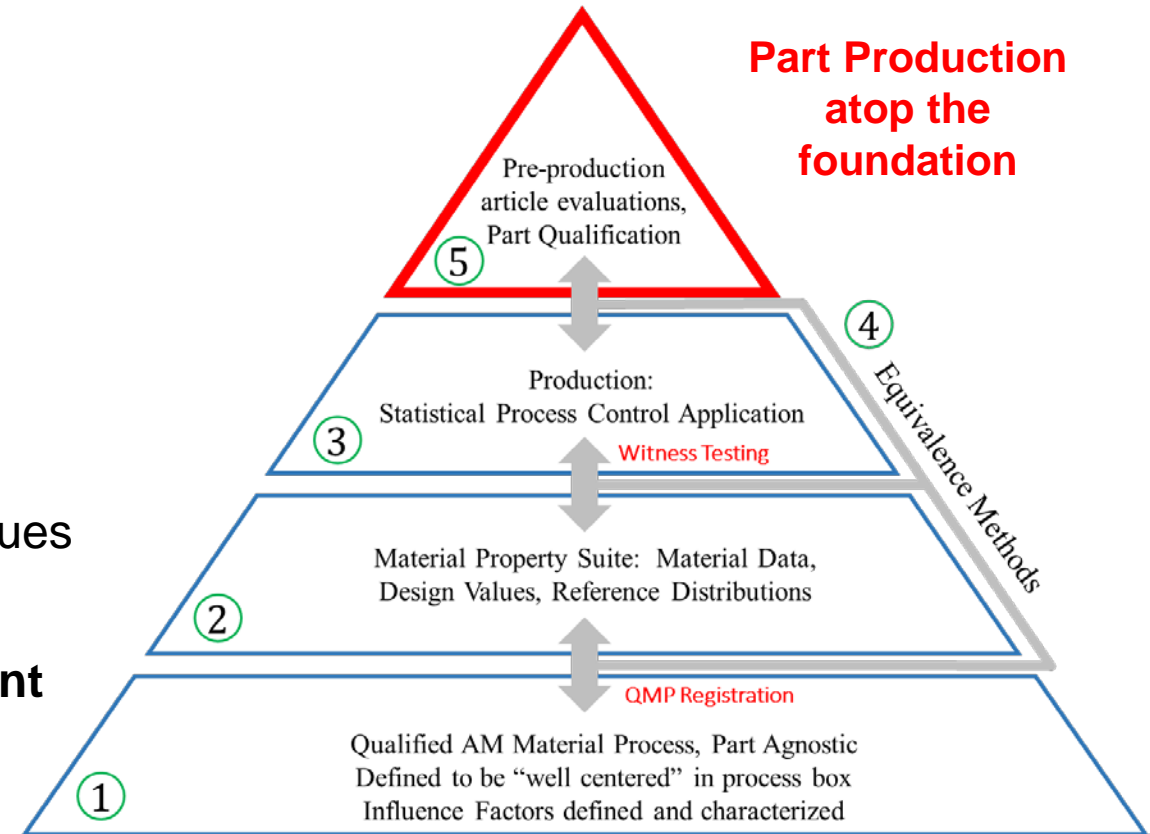 Part Production
atop the
foundation
Pre-production
article evaluations,
Part Qualification
5
4
Equivalence Methods
Production:
Statistical Process Control Application
3
Witness Testing
ues
Material Property Suite: Material Data,
Design Values, Reference Distributions
2
nt
QMP Registration
Qualified AM Material Process, Part Agnostic
Defined to be “well centered” in process box
Influence Factors defined and characterized
1